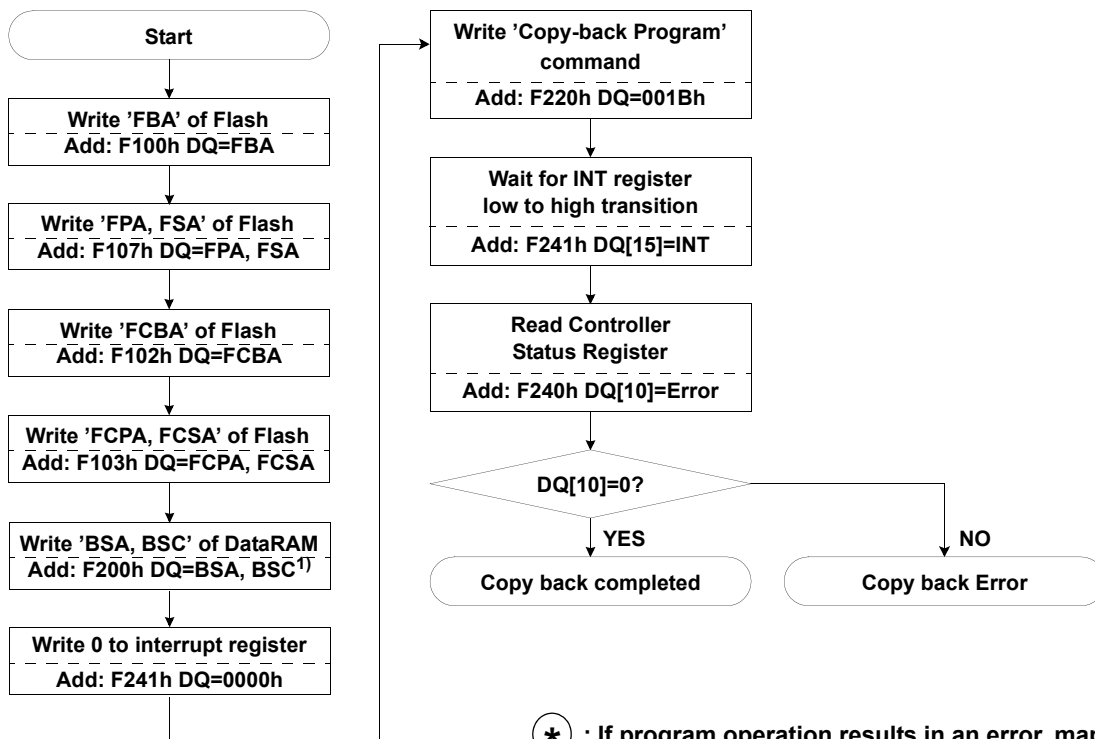 Start
Write ’FBA’ of Flash
Add: F100h DQ=FBA
Write ’FPA, FSA’ of Flash
Add: F107h DQ=FPA, FSA
Write ’FCBA’ of Flash
Add: F102h DQ=FCBA
Write ’FCPA, FCSA’ of Flash
Add: F103h DQ=FCPA, FCSA
Write ’BSA, BSC’ of DataRAM
Add: F200h DQ=BSA, BSC1)
Write 0 to interrupt register
Add: F241h DQ=0000h
Write ’Copy-back Program’
command
Add: F220h DQ=001Bh
Wait for INT register
low to high transition
Add: F241h DQ[15]=INT
Read Controller
Status Register
Add: F240h DQ[10]=Error
DQ[10]=0?
YES
NO
Copy back completed
Copy back Error
* : If program operation results in an error, map